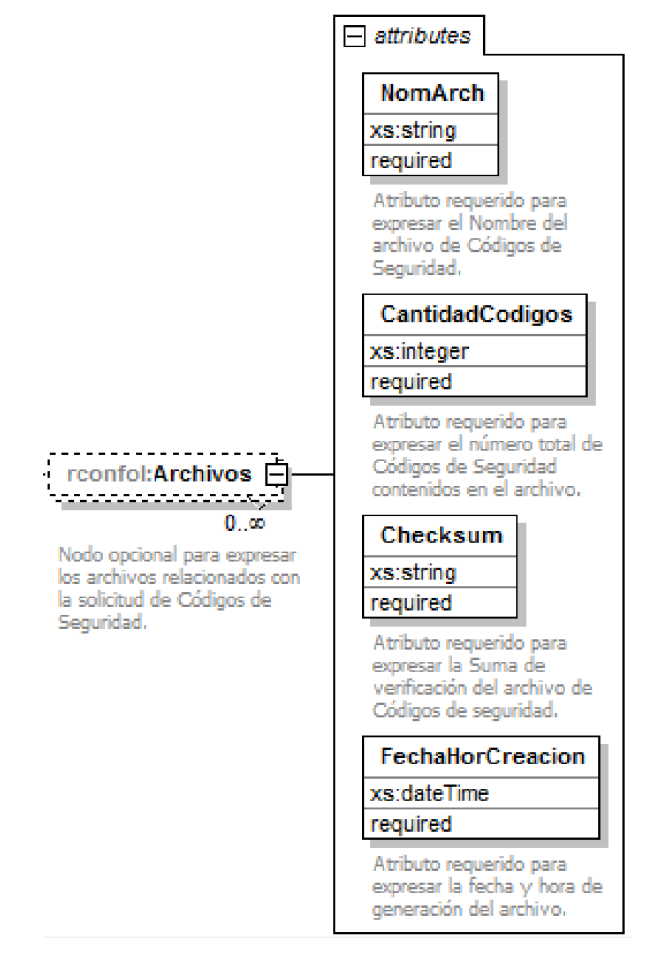 attributes
NomArch
xs:string
required
Atributo requerido para
expresar el Nombre del
archivo de Códigos de
Seguridad.
CantidadCodigos
xs:integer
required
Atributo requerido para
expresar el número total de
Códigos de Seguridad
contenidos en el archivo.
rconfol:Archivos
0..∞
Nodo opcional para expresar
los archivos relacionados con
la solicitud de Códigos de
Seguridad.
Checksum
xs:string
required
Atributo requerido para
expresar la Suma de
verificación del archivo de
Códigos de seguridad.
FechaHorCreacion
xs:dateTime
required
Atributo requerido para
expresar la fecha y hora de
generación del archivo.